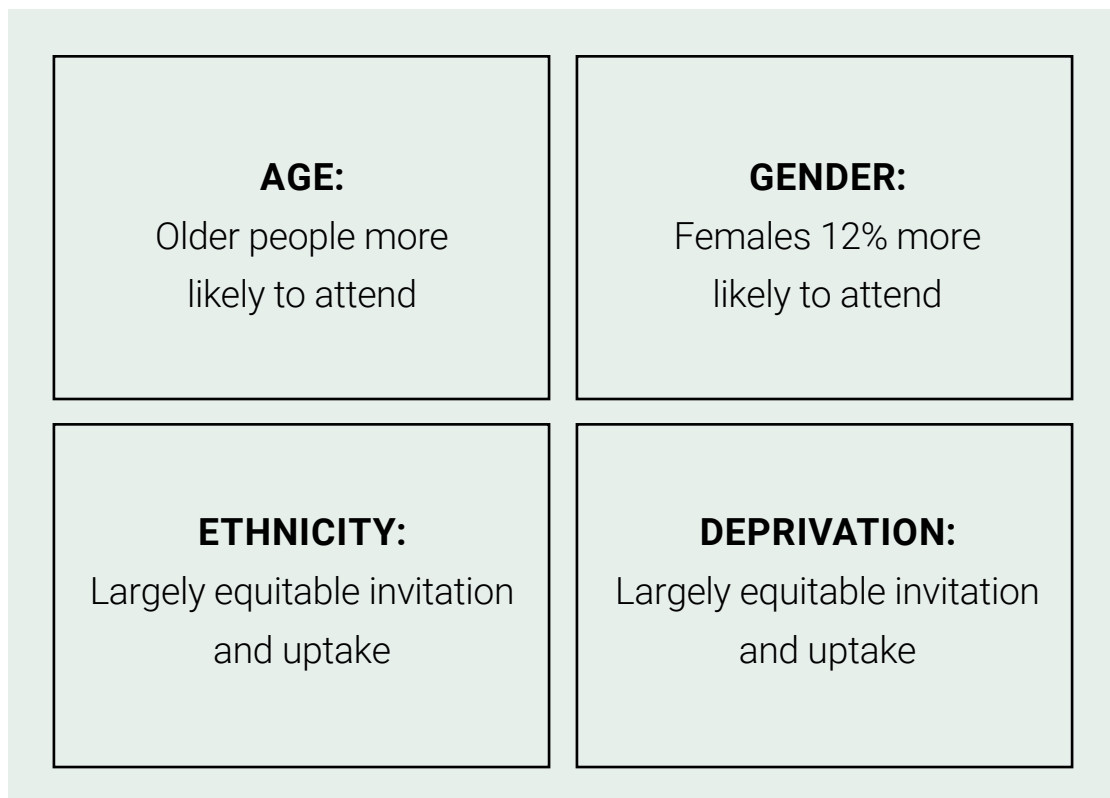 AGE:
Older people more
likely to attend
GENDER:
Females 12% more
likely to attend
ETHNICITY:
Largely equitable invitation
and uptake
DEPRIVATION:
Largely equitable invitation
and uptake